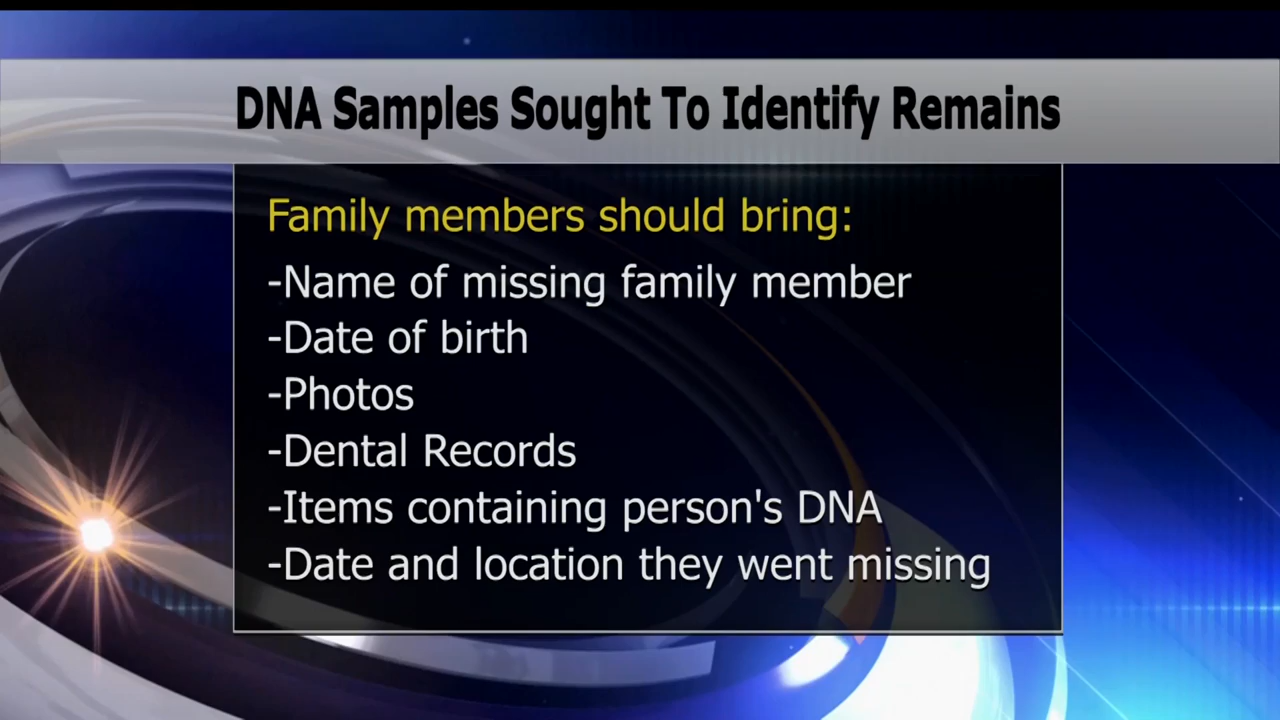 DNA Samples Sought To Identify Remains
Family members should bring:
-Name of missing family member
-Date of birth
-Photos
-Dental Records
-Items containing person's DNA
-Date and location they went missing